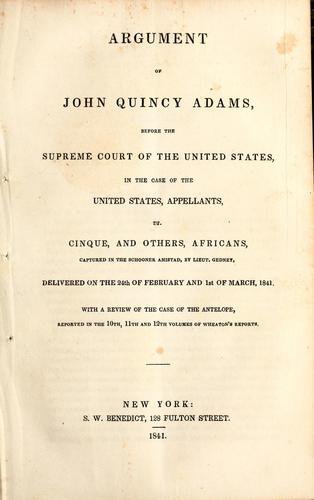 ARGUMENT
OF
JOHN QUINCY ADAMS,
BEFORE THE
SUPREME COURT OF THE UNITED STATES,
IN THE CASE OF THE
UNITED STATES, APPELLANTS,
vs.
CINQUE, AND OTHERS, AFRICANS,
CAPTURED IN THE SCHOONER AMISTAD, BY LIEUT. GEDNEY,
DELIVERED ON THE 24th OF FEBRUARY AND 1st OF MARCH, 1841.
WITH A REVIEW OF THE CASE OF THE ANTELOPE,
REPORTED IN THE 10TH, 11TH AND 12TH VOLUMES OF WHEATON'S REPORTS.
NEW YORK:
S. W. BENEDICT, 128 FULTON STREET.
1841.